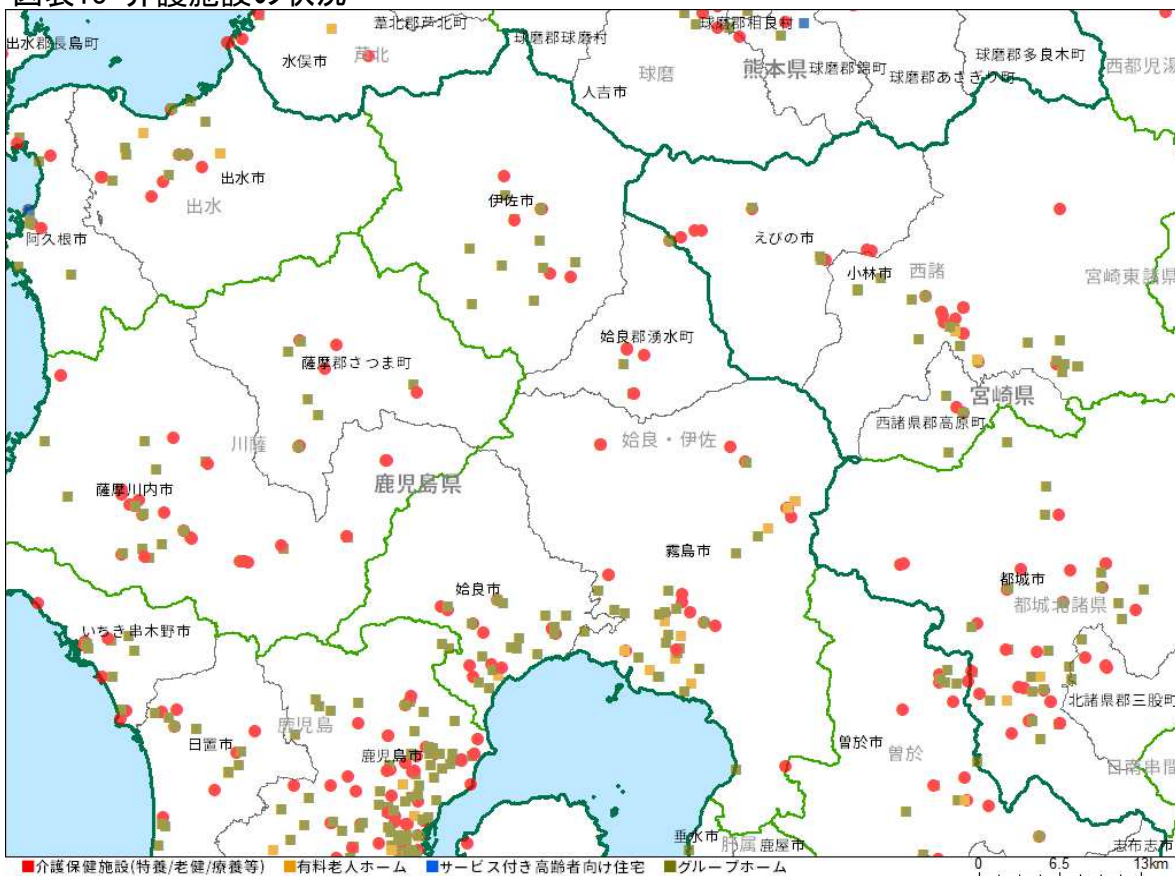 図表10 介護施設の状況
出水郡長島町
葦北郡芦北町
球磨郡球磨村
球磨郡相良村
水俣市
芦北
球磨
熊本県
球磨郡錦町
球磨郡多良木町
球磨郡あさぎり町
西都児湯
人吉市
出水市
出水
伊佐市
阿久根市
えびの市
小林市
西諸
宮崎東諸県
姶良郡湧水町
薩摩郡さつま町
宮崎県
西諸県郡高原町
川薩
姶良・伊佐
鹿児島県
薩摩川内市
霧島市
姶良市
都城市
都城北諸県
いちき串木野市
北諸県郡三股町
鹿児島
日置市
鹿児島市
曽於市
曽於
日南串間
垂水市
肝属
鹿屋市
志布志市
介護保健施設(特養/老健/療養等) 有料老人ホーム サービス付き高齢者向け住宅 グループホーム
0 6.5 13km